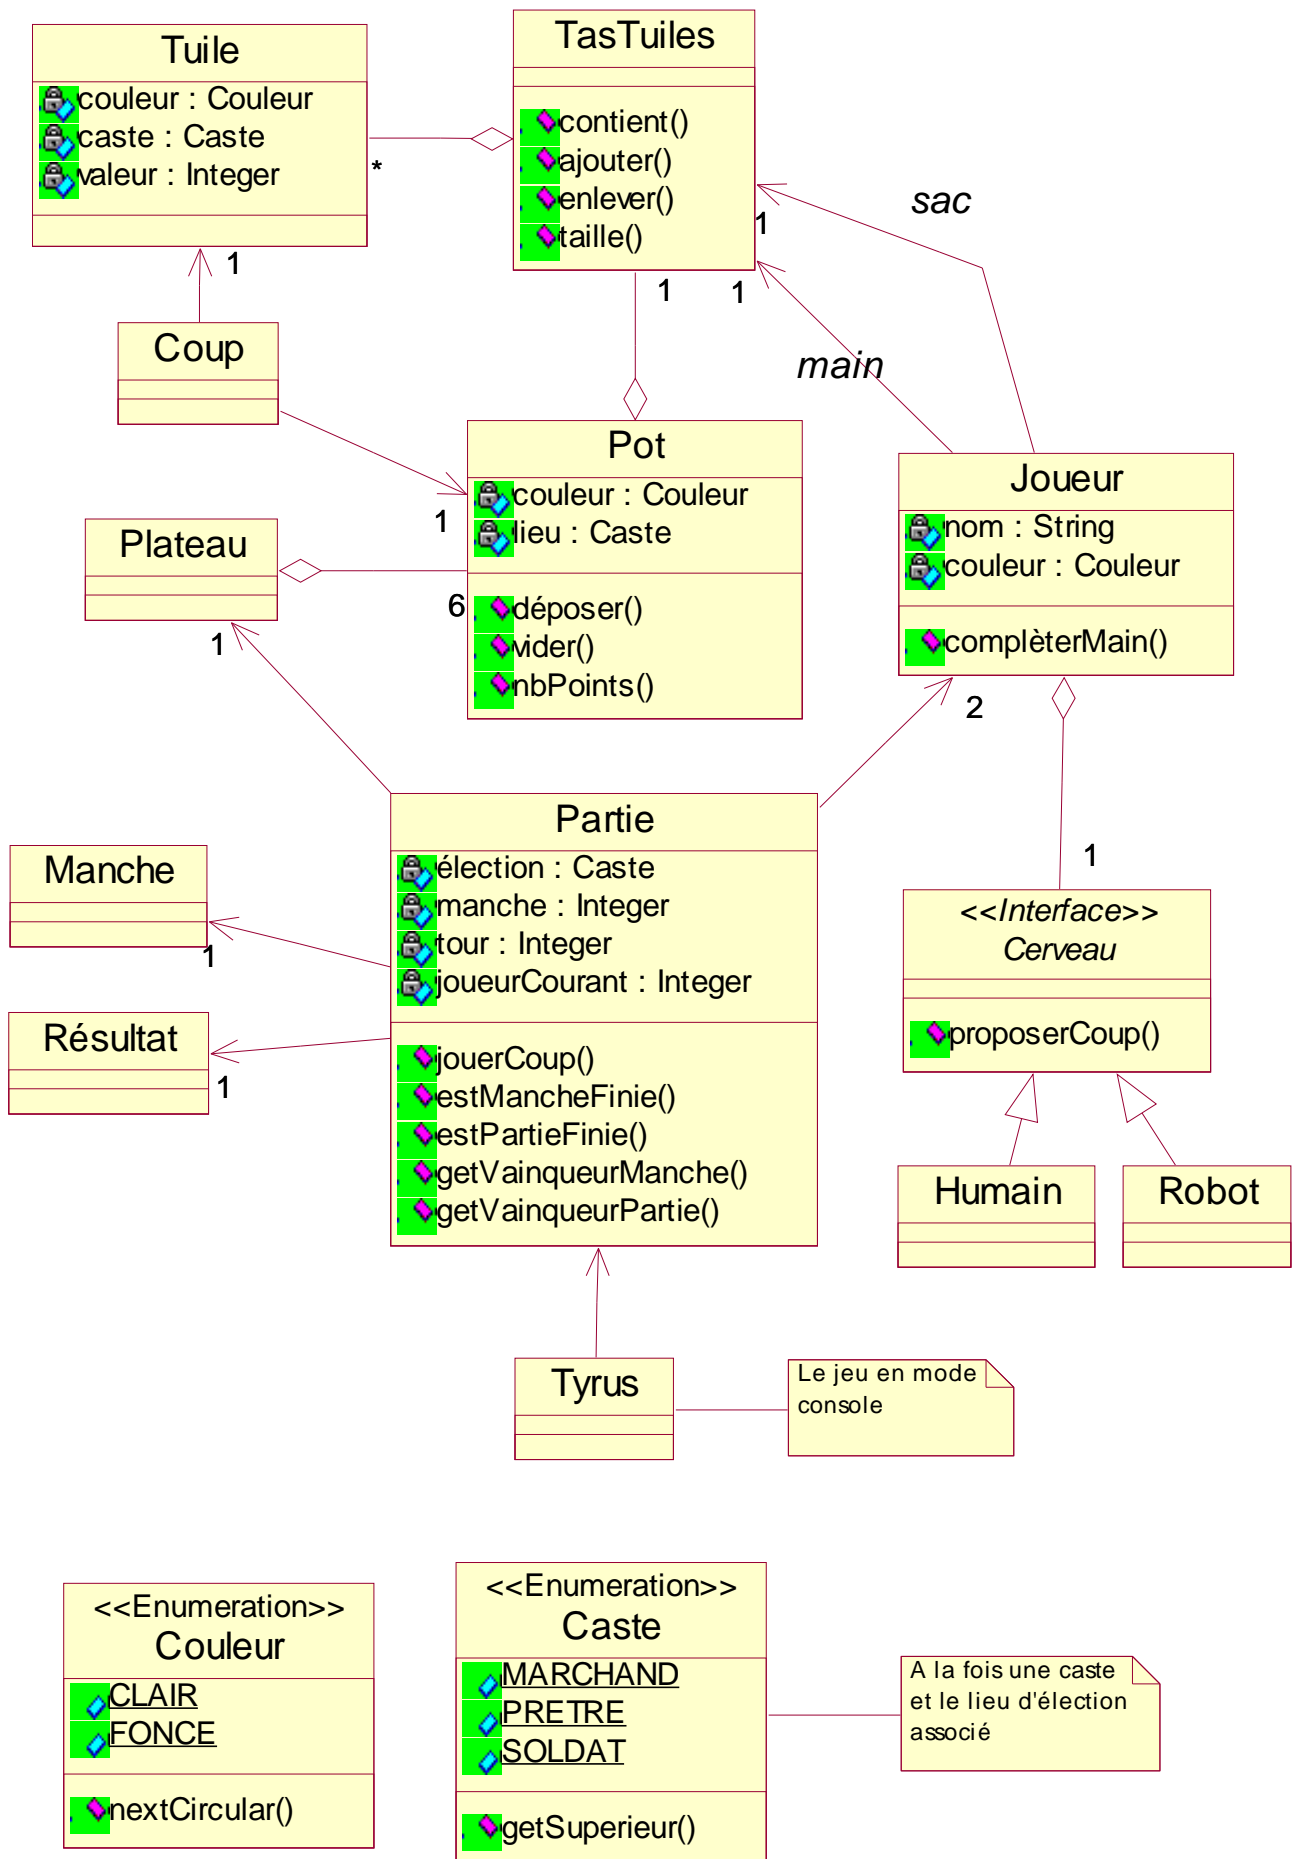 Tuile
couleur : Couleur
caste : Caste
valeur : Integer
*
TasTuiles
contient()
ajouter()
enlever()
taille()
1
sac
1
1
1
main
Coup
Pot
couleur : Couleur
lieu : Caste
déposer()
vider()
nbPoints()
1
6
Joueur
nom : String
couleur : Couleur
complèterMain()
2
Plateau
1
Partie
élection : Caste
manche : Integer
tour : Integer
joueurCourant : Integer
jouerCoup()
estMancheFinie()
estPartieFinie()
getVainqueurManche()
getVainqueurPartie()
Manche
1
Résultat
1
1
<<Interface>>
Cerveau
proposerCoup()
Humain
Robot
Tyrus
Le jeu en mode
console
<<Enumeration>>
Couleur
CLAIR
FONCE
nextCircular()
<<Enumeration>>
Caste
MARCHAND
PRETRE
SOLDAT
getSuperieur()
A la fois une caste
et le lieu d'élection
associé